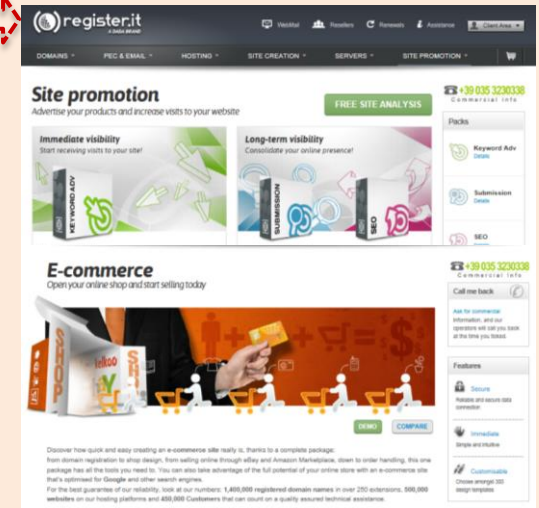 register.it
A DADA BRAND
WebMail
Resellers
Renewals
Assistance
Client Area
DOMAINS
PEC & EMAIL
HOSTING
SITE CREATION
SERVERS
SITE PROMOTION
Site promotion
Advertise your products and increase visits to your website
FREE SITE ANALYSIS
+39 035 3230338
Commercial Info
Immediate visibility
Start receiving visits to your site!
KEYWORD ADV
Long-term visibility
Consolidate your online presence!
SUBMISSION
SEO
Packs
Keyword Adv
Details
Submission
Details
SEO
E-commerce
Open your online shop and start selling today
+39 035 3230338
Commercial Info
SHOP
Call me back
Ask for commercial
information, and our
operators will call you back
at the time you
DEMO
COMPARE
Features
Secure
Reliable and secure data
connection.
Immediate
Simple and intuitive.
Customisable
Choose amongst 350
design templates
Discover how quick and easy creating an e-commerce site really is, thanks to a complete package:
from domain registration to shop design, from selling online through eBay and Amazon Marketplace, down to order handling, this one
package has all the tools you need to. You can also take advantage of the full potential of your online store with an e-commerce site
that's optimised for Google and other search engines.
For the best guarantee of our reliability, look at our numbers: 1,400,000 registered domain names in over 250 extensions, 500,000
websites on our hosting platforms and 450,000 Customers that can count on a quality assured technical assistance.